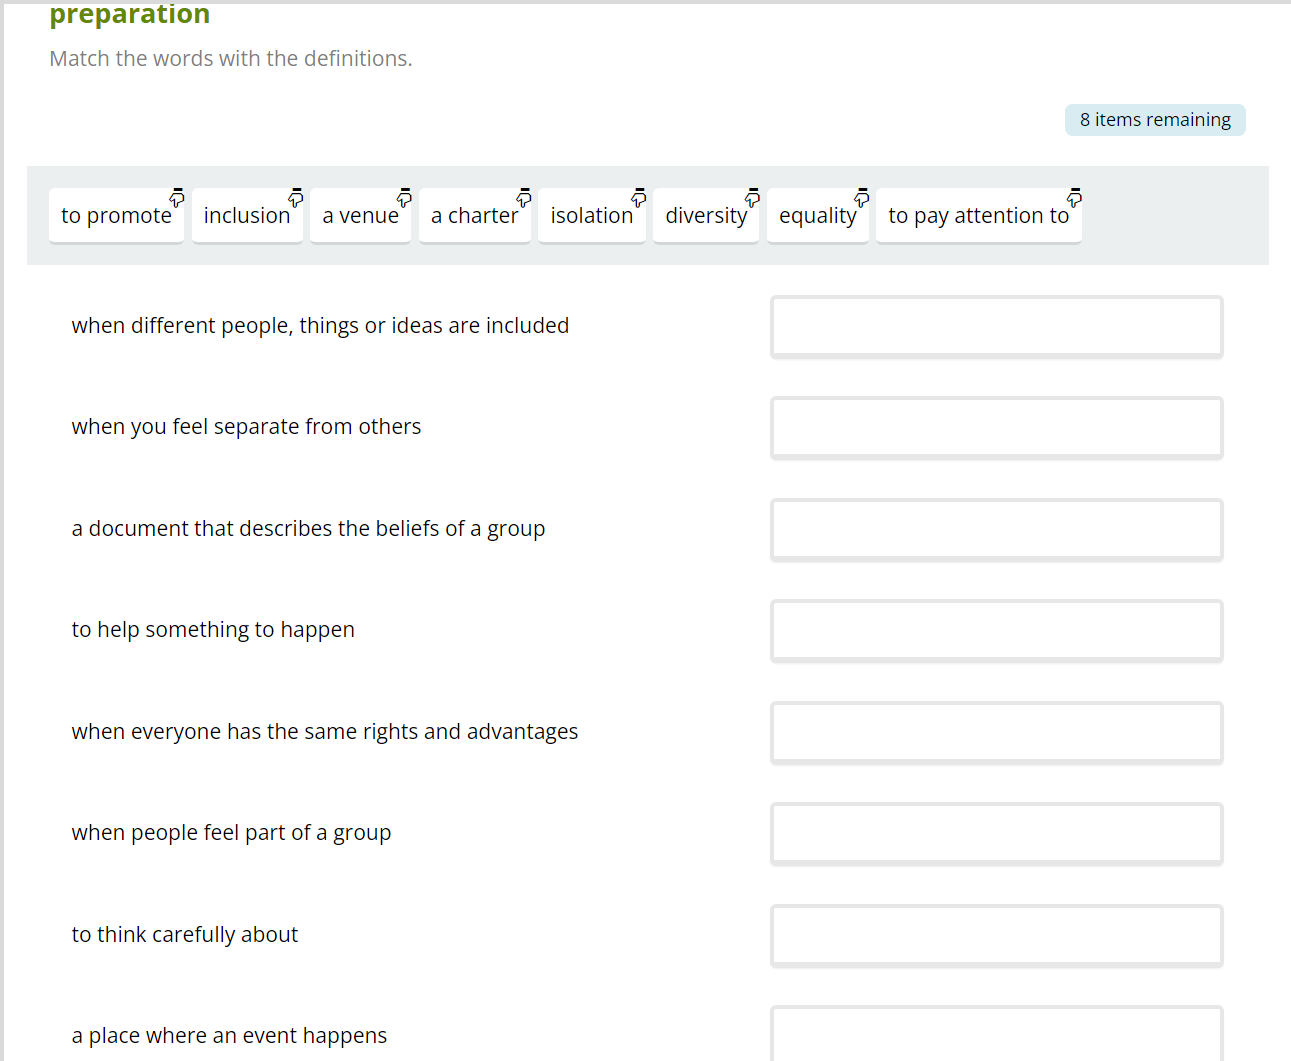 preparation
Match the words with the definitions.
8 items remaining
to promote inclusion a venue a charter isolation diversity equality to pay attention to
when different people, things or ideas are included
when you feel separate from others
a document that describes the beliefs of a group
to help something to happen
when everyone has the same rights and advantages
when people feel part of a group
to think carefully about
a place where an event happens